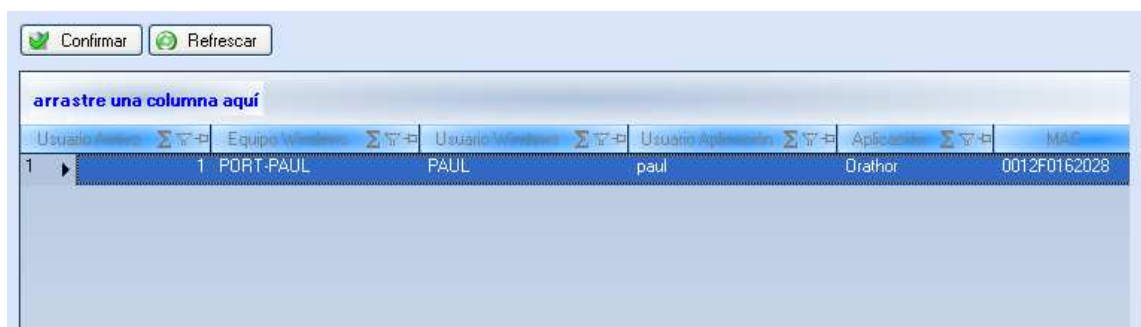 Confirmar Refrescar
arrastre una columna aquí
Usuario Activo Equipo Windows Usuario Windows Usuario Aplicación Aplicación MAC
1 1 PORT-PAUL PAUL paul Orathor 0012F0162028